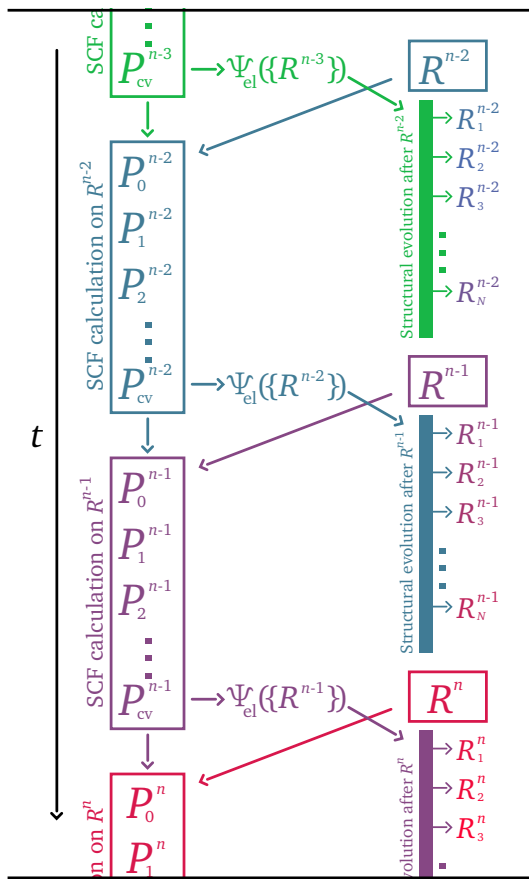 SCF ca
P_cv^{n-3}
Ψ_el({R^{n-3}})
R^{n-2}
SCF calculation on R^{n-2}
P_0^{n-2}
P_1^{n-2}
P_2^{n-2}
P_cv^{n-2}
Structural evolution after R^{n-2}
R_1^{n-2}
R_2^{n-2}
R_3^{n-2}
R_N^{n-2}
Ψ_el({R^{n-2}})
R^{n-1}
t
SCF calculation on R^{n-1}
P_0^{n-1}
P_1^{n-1}
P_2^{n-1}
P_cv^{n-1}
Structural evolution after R^{n-1}
R_1^{n-1}
R_2^{n-1}
R_3^{n-1}
R_N^{n-1}
Ψ_el({R^{n-1}})
R^n
on on R^n
P_0^n
P_1^n
volution after R^n
R_1^n
R_2^n
R_3^n